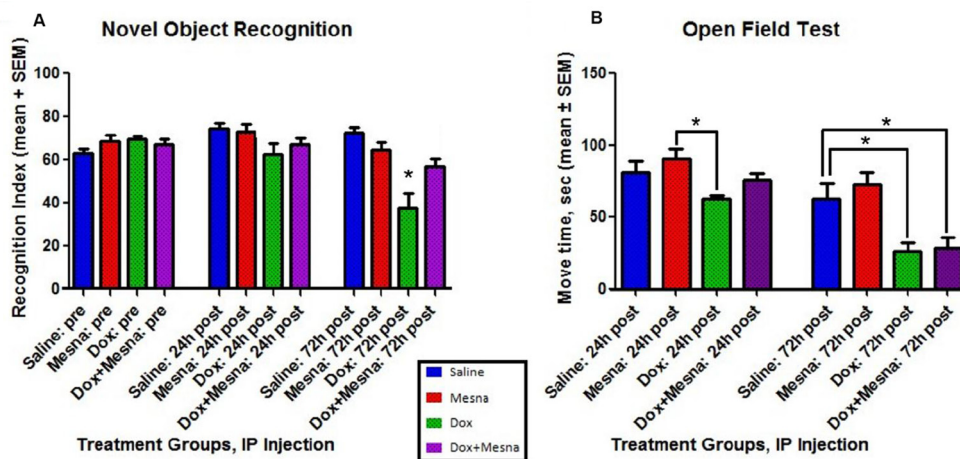 A
Novel Object Recognition
Recognition Index (mean + SEM)
100
80
60
40
20
0
*
Saline: pre
Mesna: pre
Dox: pre
Dox+Mesna: pre
Saline: 24h post
Mesna: 24h post
Dox: 24h post
Dox+Mesna: 24h post
Saline: 72h post
Mesna: 72h post
Dox: 72h post
Dox+Mesna: 72h post
Treatment Groups, IP Injection
Saline
Mesna
Dox
Dox+Mesna
B
Open Field Test
Move time, sec (mean ± SEM)
150
100
50
0
*
*
*
Saline: 24h post
Mesna: 24h post
Dox: 24h post
Dox+Mesna: 24h post
Saline: 72h post
Mesna: 72h post
Dox: 72h post
Dox+Mesna: 72h post
Treatment Groups, IP Injection